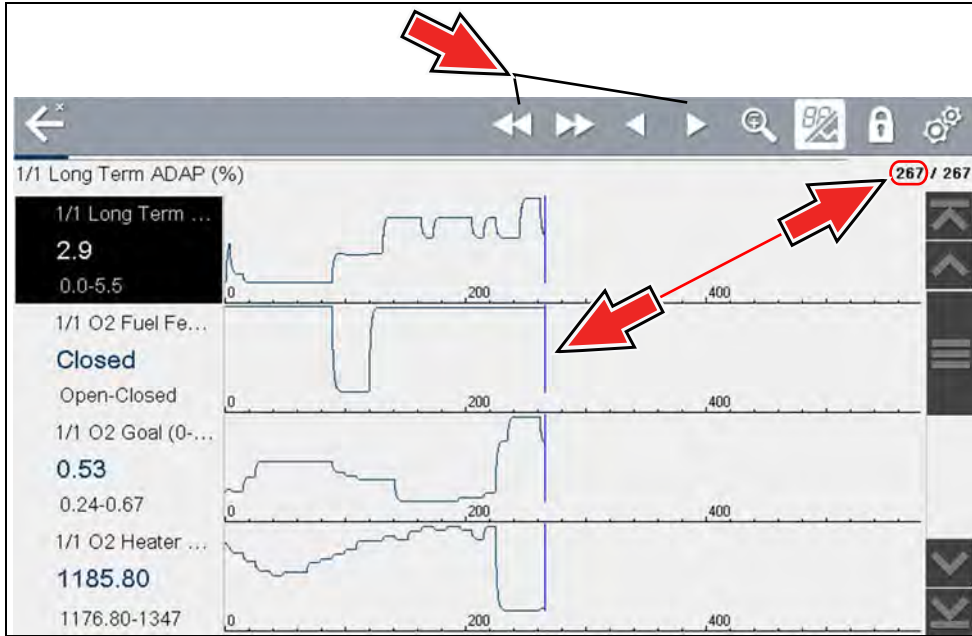 1/1 Long Term ADAP (%)
267 / 267
1/1 Long Term ...
2.9
0.0-5.5
0 200 400
1/1 O2 Fuel Fe...
Closed
Open-Closed
0 200 400
1/1 O2 Goal (0-...
0.53
0.24-0.67
0 200 400
1/1 O2 Heater ...
1185.80
1176.80-1347
0 200 400